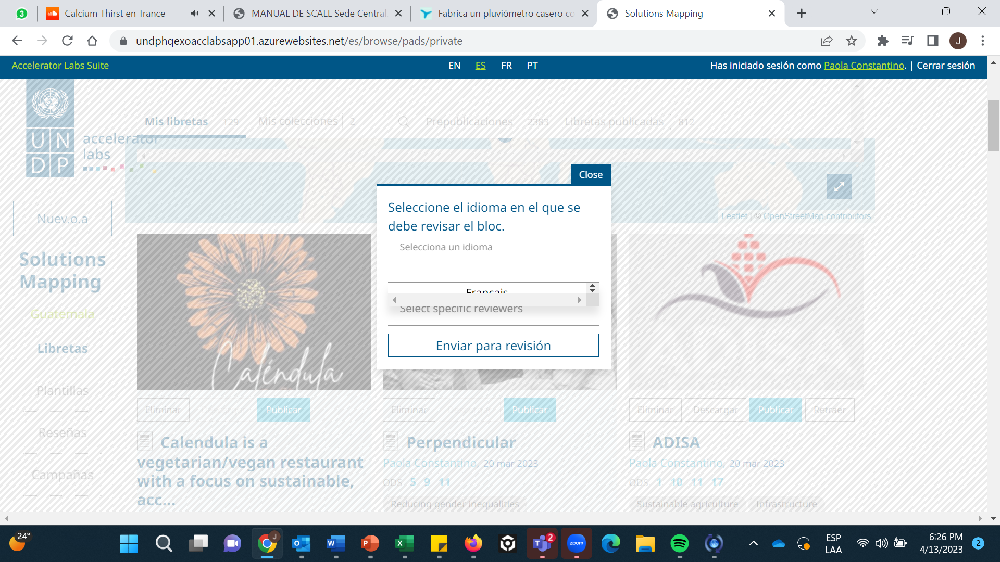 3
Calcium Thirst en Trance
MANUAL DE SCALL Sede Central
Fabrica un pluviómetro casero co
Solutions Mapping
undphqexoacclabsapp01.azurewebsites.net/es/browse/pads/private
J
Accelerator Labs Suite
EN ES FR PT
Has iniciado sesión como Paola Constantino. | Cerrar sesión
Mis libretas 129 Mis colecciones 2 Prepublicaciones 2383 Libretas publicadas 812
U N
D P
accelerator
labs
Close
Leaflet | © OpenStreetMap contributors
Seleccione el idioma en el que se
debe revisar el bloc.
Selecciona un idioma
Français
Select specific reviewers
Enviar para revisión
Nuev.o.a
Solutions
Mapping
Guatemala
Libretas
Plantillas
Reseñas
Campañas
Caléndula
Eliminar Descargar Publicar
Eliminar Publicar
Eliminar Descargar Publicar Retraer
Calendula is a
vegetarian/vegan restaurant
with a focus on sustainable,
acc...
Perpendicular
Paola Constantino, 20 mar 2023
ODS 5 9 11
Reducing gender inequalities
ADISA
Paola Constantino, 20 mar 2023
ODS 1 10 11 17
Sustainable agriculture Infrastructure
24°
J
2
zoom
ESP
LAA
6:26 PM
4/13/2023
2